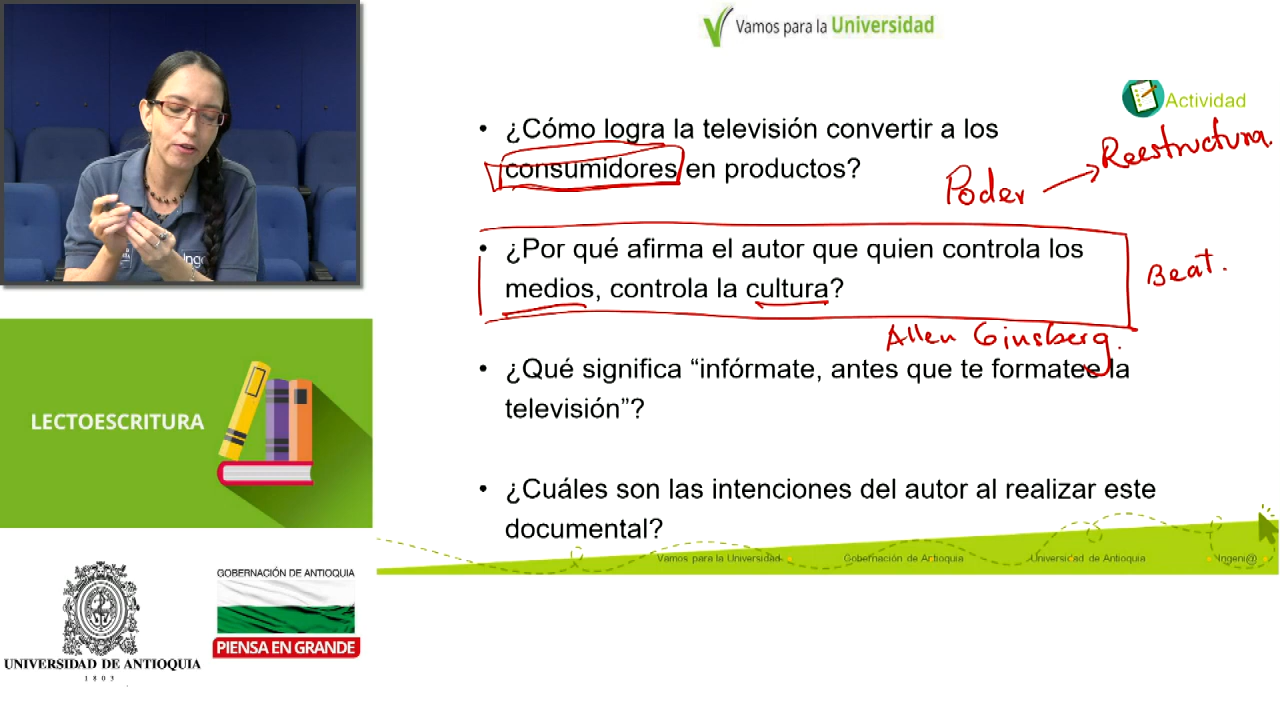 Vamos para la Universidad
Actividad
• ¿Cómo logra la televisión convertir a los
consumidores en productos?
Poder
Reestructura.
• ¿Por qué afirma el autor que quien controla los
medios, controla la cultura?
Beat.
Allen Ginsberg.
• ¿Qué significa “infórmate, antes que te formatee la
televisión”?
• ¿Cuáles son las intenciones del autor al realizar este
documental?
Vamos para la Universidad
Gobernación de Antioquia
Universidad de Antioquia
Ingeni@
LECTOESCRITURA
UNIVERSIDAD DE ANTIOQUIA
1803
GOBERNACIÓN DE ANTIOQUIA
PIENSA EN GRANDE